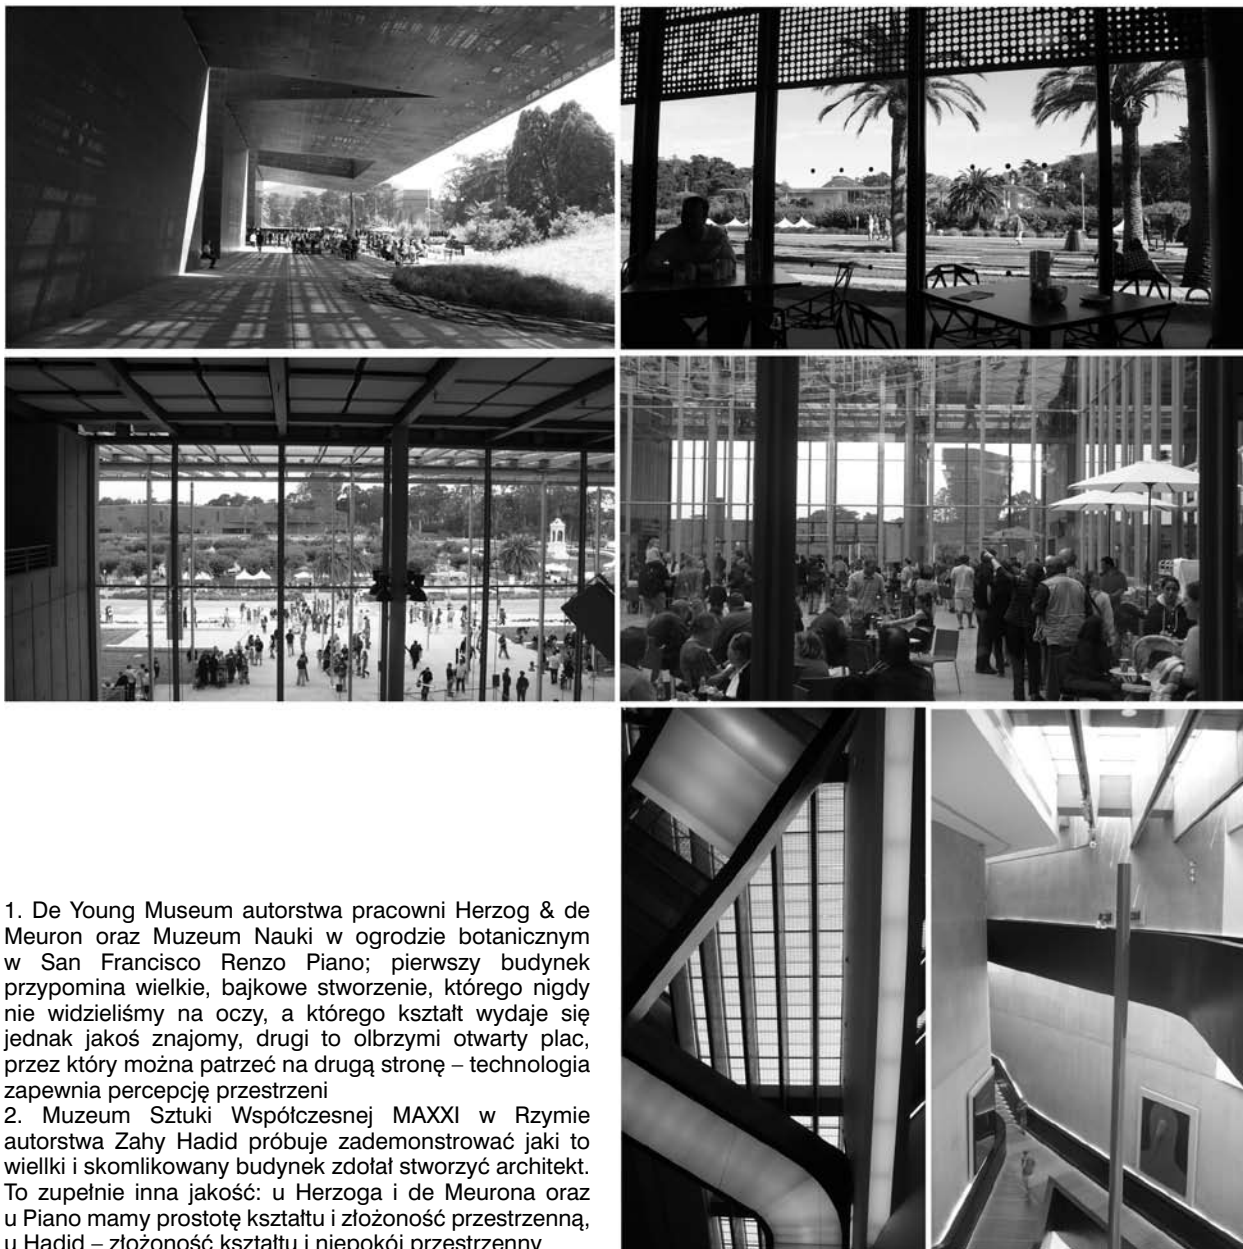 1. De Young Museum autorstwa pracowni Herzog & de
Meuron oraz Muzeum Nauki w ogrodzie botanicznym
w San Francisco Renzo Piano; pierwszy budynek
przypomina wielkie, bajkowe stworzenie, którego nigdy
nie widzieliśmy na oczy, a którego kształt wydaje się
jednak jakoś znajomy, drugi to olbrzymi otwarty plac,
przez który można patrzeć na drugą stronę – technologia
zapewnia percepcję przestrzeni
2. Muzeum Sztuki Współczesnej MAXXI w Rzymie
autorstwa Zahy Hadid próbuje zademonstrować jaki to
wiellki i skomlikowany budynek zdołał stworzyć architekt.
To zupełnie inna jakość: u Herzoga i de Meurona oraz
u Piano mamy prostotę kształtu i złożoność przestrzenną,
u Hadid – złożoność kształtu i niepokój przestrzenny